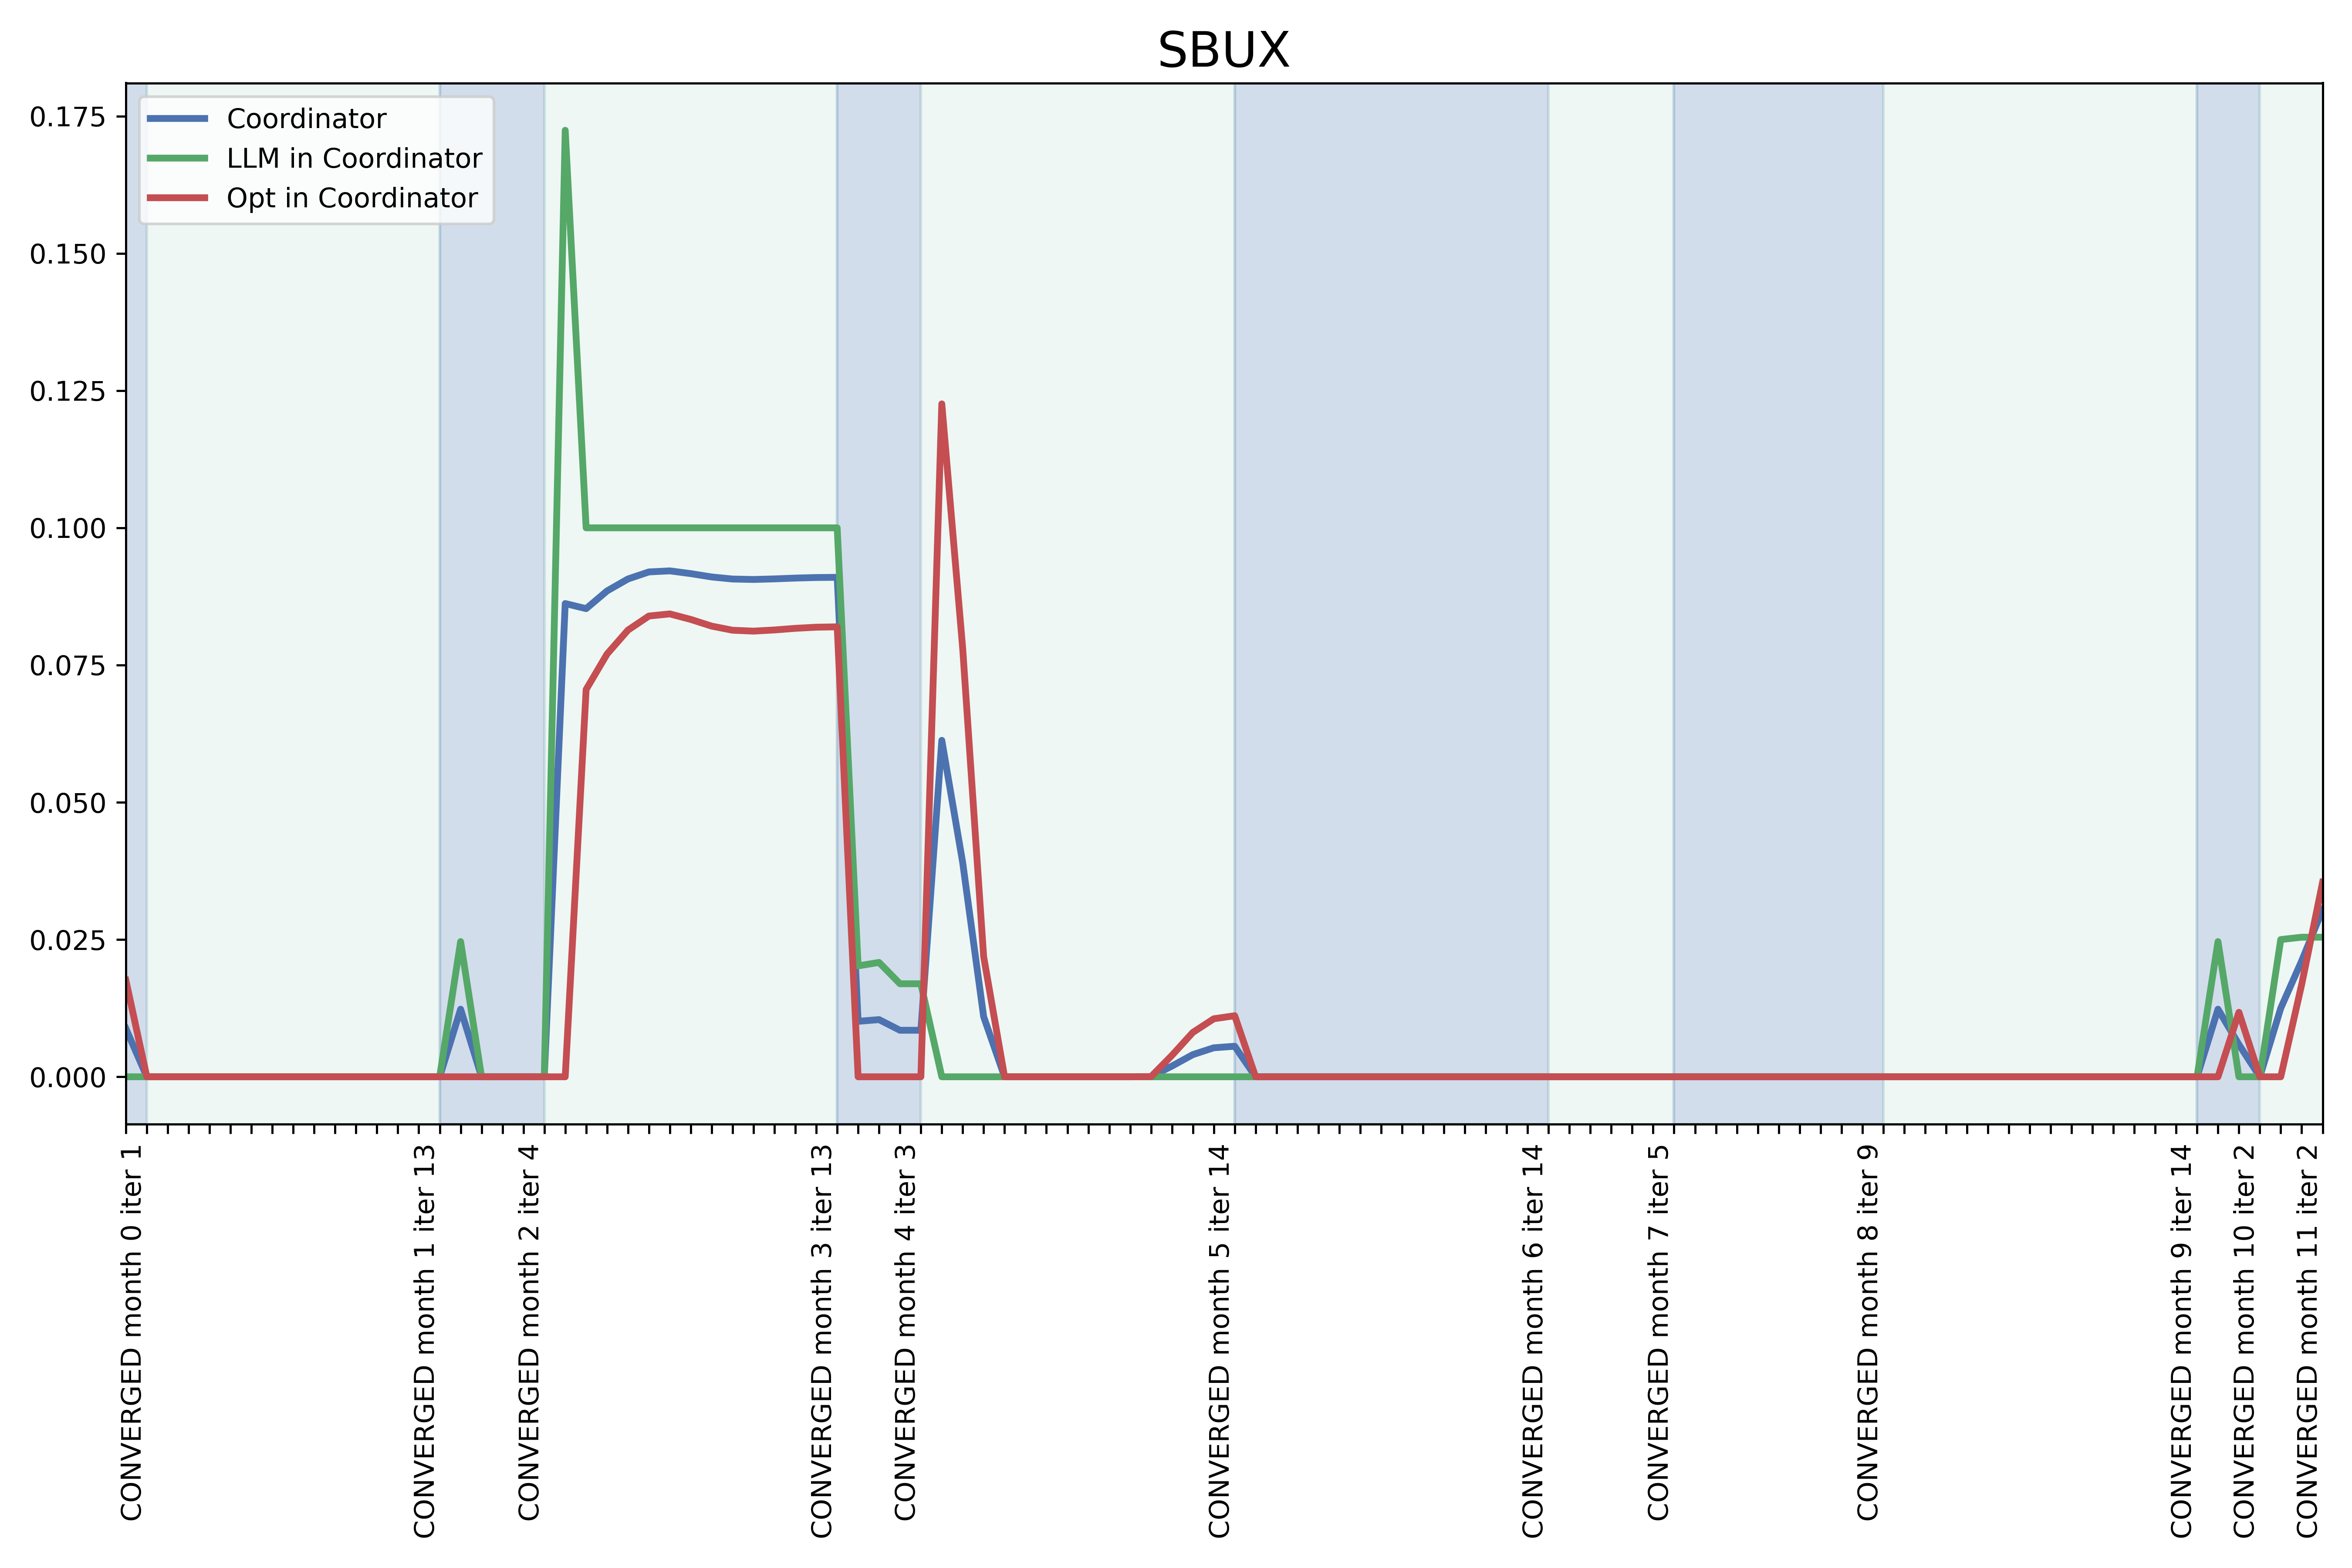 SBUX
Coordinator
LLM in Coordinator
Opt in Coordinator
0.175
0.150
0.125
0.100
0.075
0.050
0.025
0.000
CONVERGED month 0 iter 1
CONVERGED month 1 iter 13
CONVERGED month 2 iter 4
CONVERGED month 3 iter 13
CONVERGED month 4 iter 3
CONVERGED month 5 iter 14
CONVERGED month 6 iter 14
CONVERGED month 7 iter 5
CONVERGED month 8 iter 9
CONVERGED month 9 iter 14
CONVERGED month 10 iter 2
CONVERGED month 11 iter 2